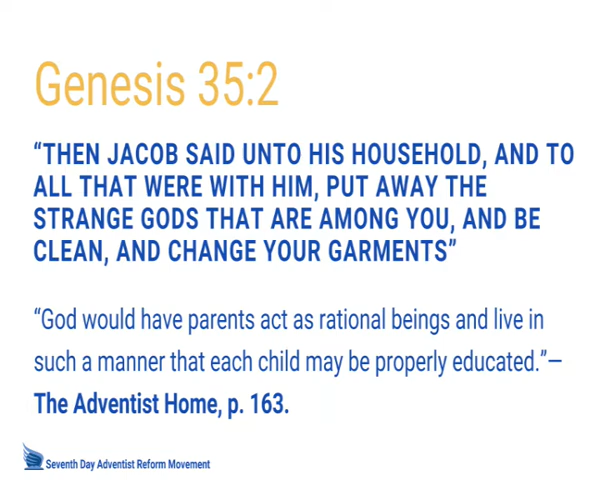 Genesis 35:2
“THEN JACOB SAID UNTO HIS HOUSEHOLD, AND TO
ALL THAT WERE WITH HIM, PUT AWAY THE
STRANGE GODS THAT ARE AMONG YOU, AND BE
CLEAN, AND CHANGE YOUR GARMENTS”
“God would have parents act as rational beings and live in
such a manner that each child may be properly educated.”—
The Adventist Home, p. 163.
Seventh Day Adventist Reform Movement